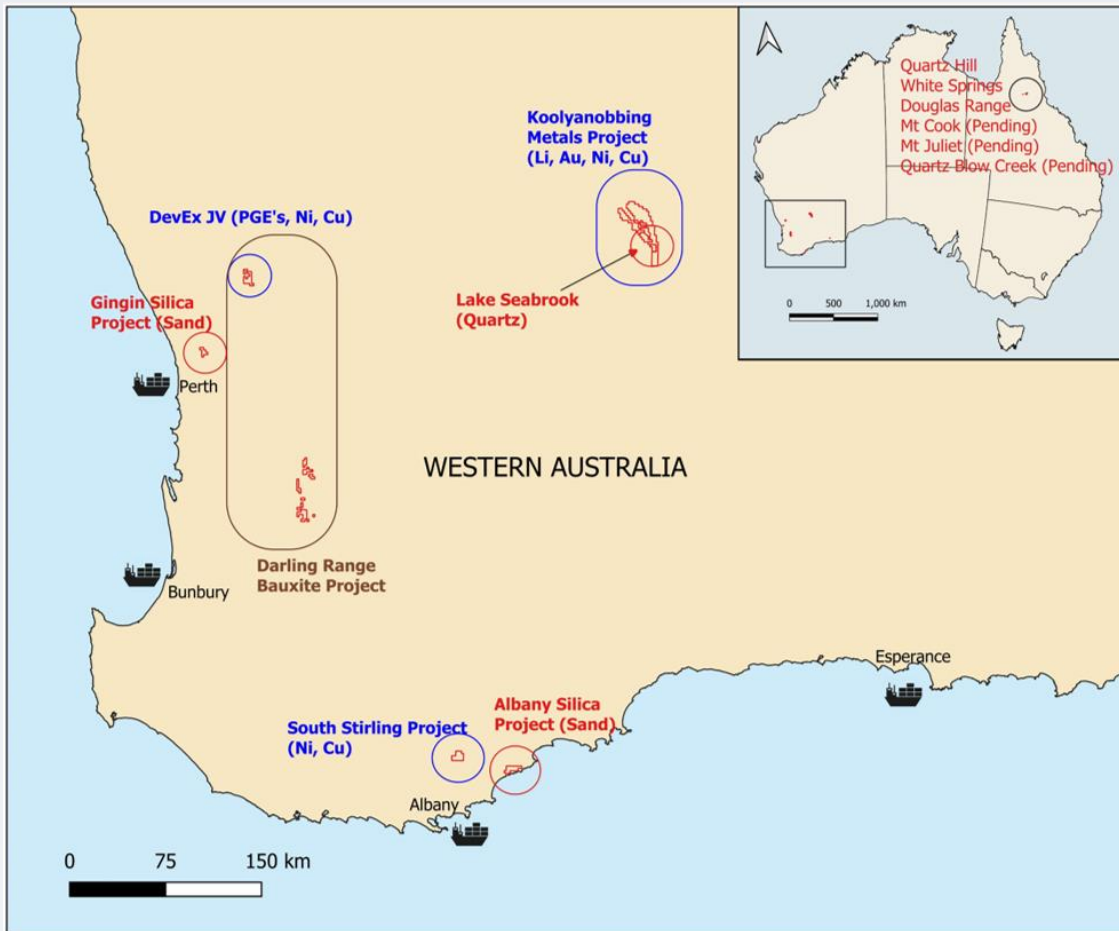 Quartz Hill
White Springs
Douglas Range
Mt Cook (Pending)
Mt Juliet (Pending)
Quartz Blow Creek (Pending)
0 500 1,000 km
Koolyanobbing
Metals Project
(Li, Au, Ni, Cu)
DevEx JV (PGE's, Ni, Cu)
Lake Seabrook
(Quartz)
Gingin Silica
Project (Sand)
Perth
WESTERN AUSTRALIA
Darling Range
Bauxite Project
Bunbury
Esperance
Albany Silica
Project (Sand)
South Stirling Project
(Ni, Cu)
Albany
0 75 150 km